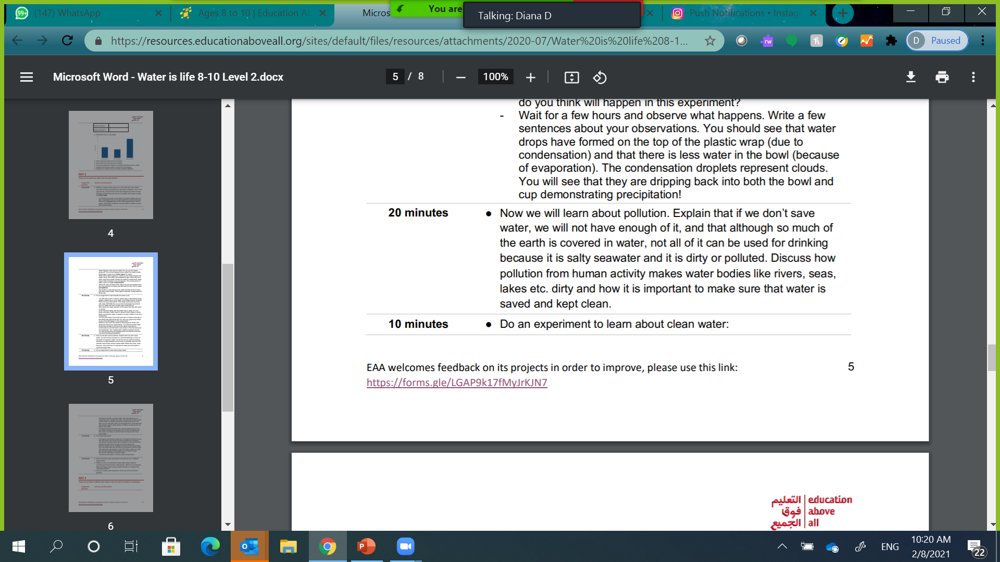 99+ (147) WhatsApp
Ages 8 to 10 | Education A
Micros
You are
Talking: Diana D
Push Notifications • Instag
https://resources.educationaboveall.org/sites/default/files/resources/attachments/2020-07/Water%20is%20life%208-1...
rw
h
D Paused
Microsoft Word - Water is life 8-10 Level 2.docx
5 / 8
100%
4
5
6
DAY 3
DAY 4
do you think will happen in this experiment?
- Wait for a few hours and observe what happens. Write a few
sentences about your observations. You should see that water
drops have formed on the top of the plastic wrap (due to
condensation) and that there is less water in the bowl (because
of evaporation). The condensation droplets represent clouds.
You will see that they are dripping back into both the bowl and
cup demonstrating precipitation!
20 minutes
● Now we will learn about pollution. Explain that if we don’t save
water, we will not have enough of it, and that although so much of
the earth is covered in water, not all of it can be used for drinking
because it is salty seawater and it is dirty or polluted. Discuss how
pollution from human activity makes water bodies like rivers, seas,
lakes etc. dirty and how it is important to make sure that water is
saved and kept clean.
10 minutes
● Do an experiment to learn about clean water:
EAA welcomes feedback on its projects in order to improve, please use this link:
5
https://forms.gle/LGAP9k17fMyJrKJN7
التعليم education
فوق above
الجميع all
ENG
10:20 AM
2/8/2021
22